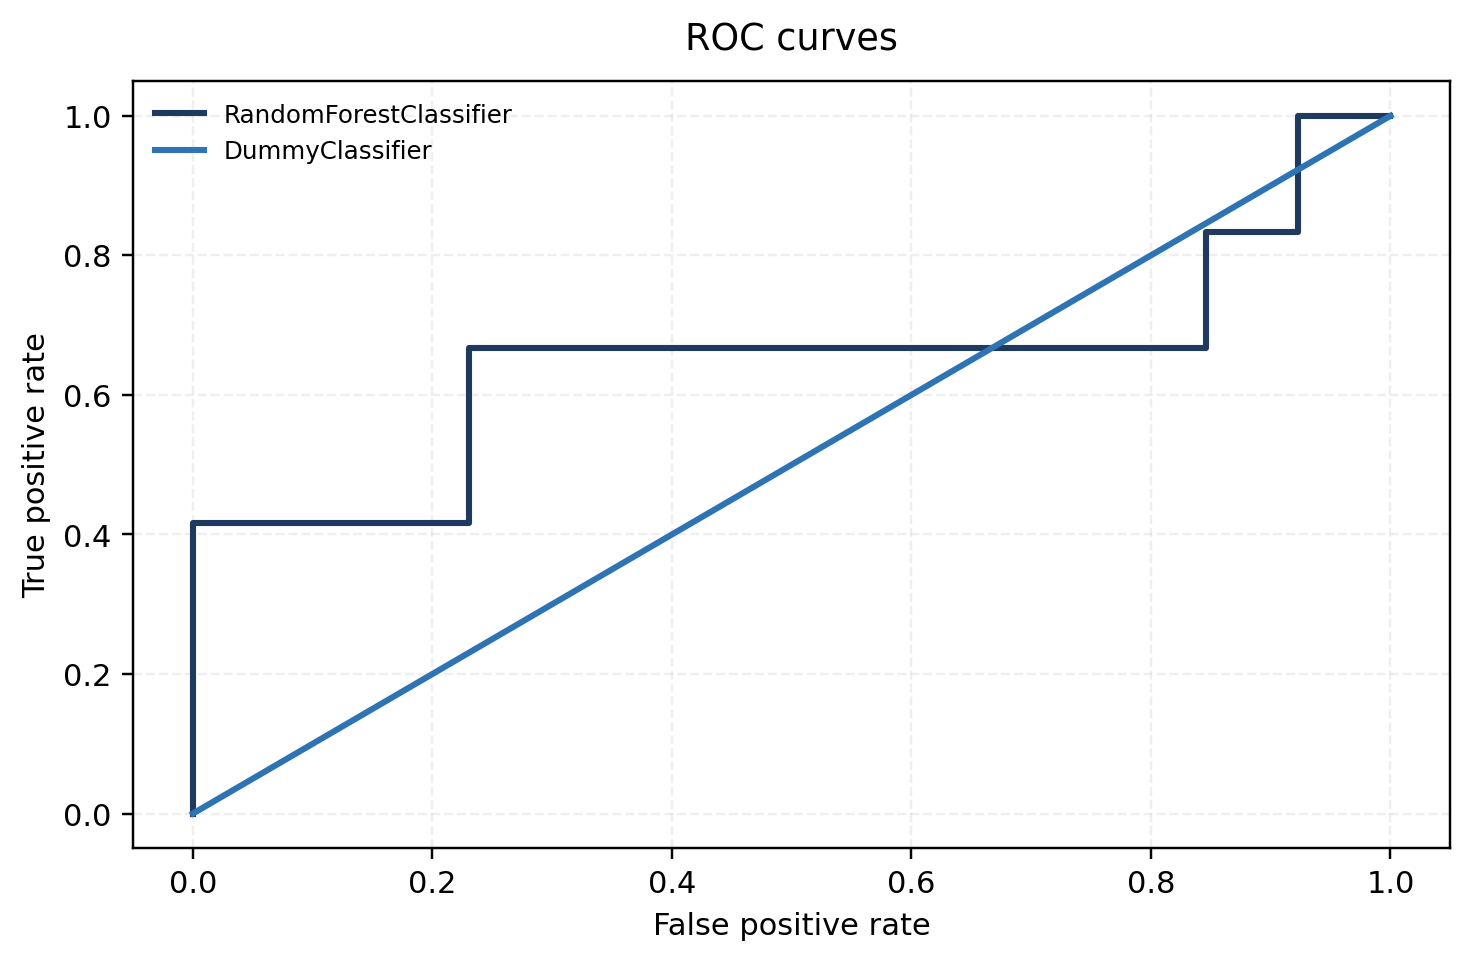 ROC curves
RandomForestClassifier
DummyClassifier
1.0
0.8
0.6
0.4
0.2
0.0
True positive rate
0.0 0.2 0.4 0.6 0.8 1.0
False positive rate